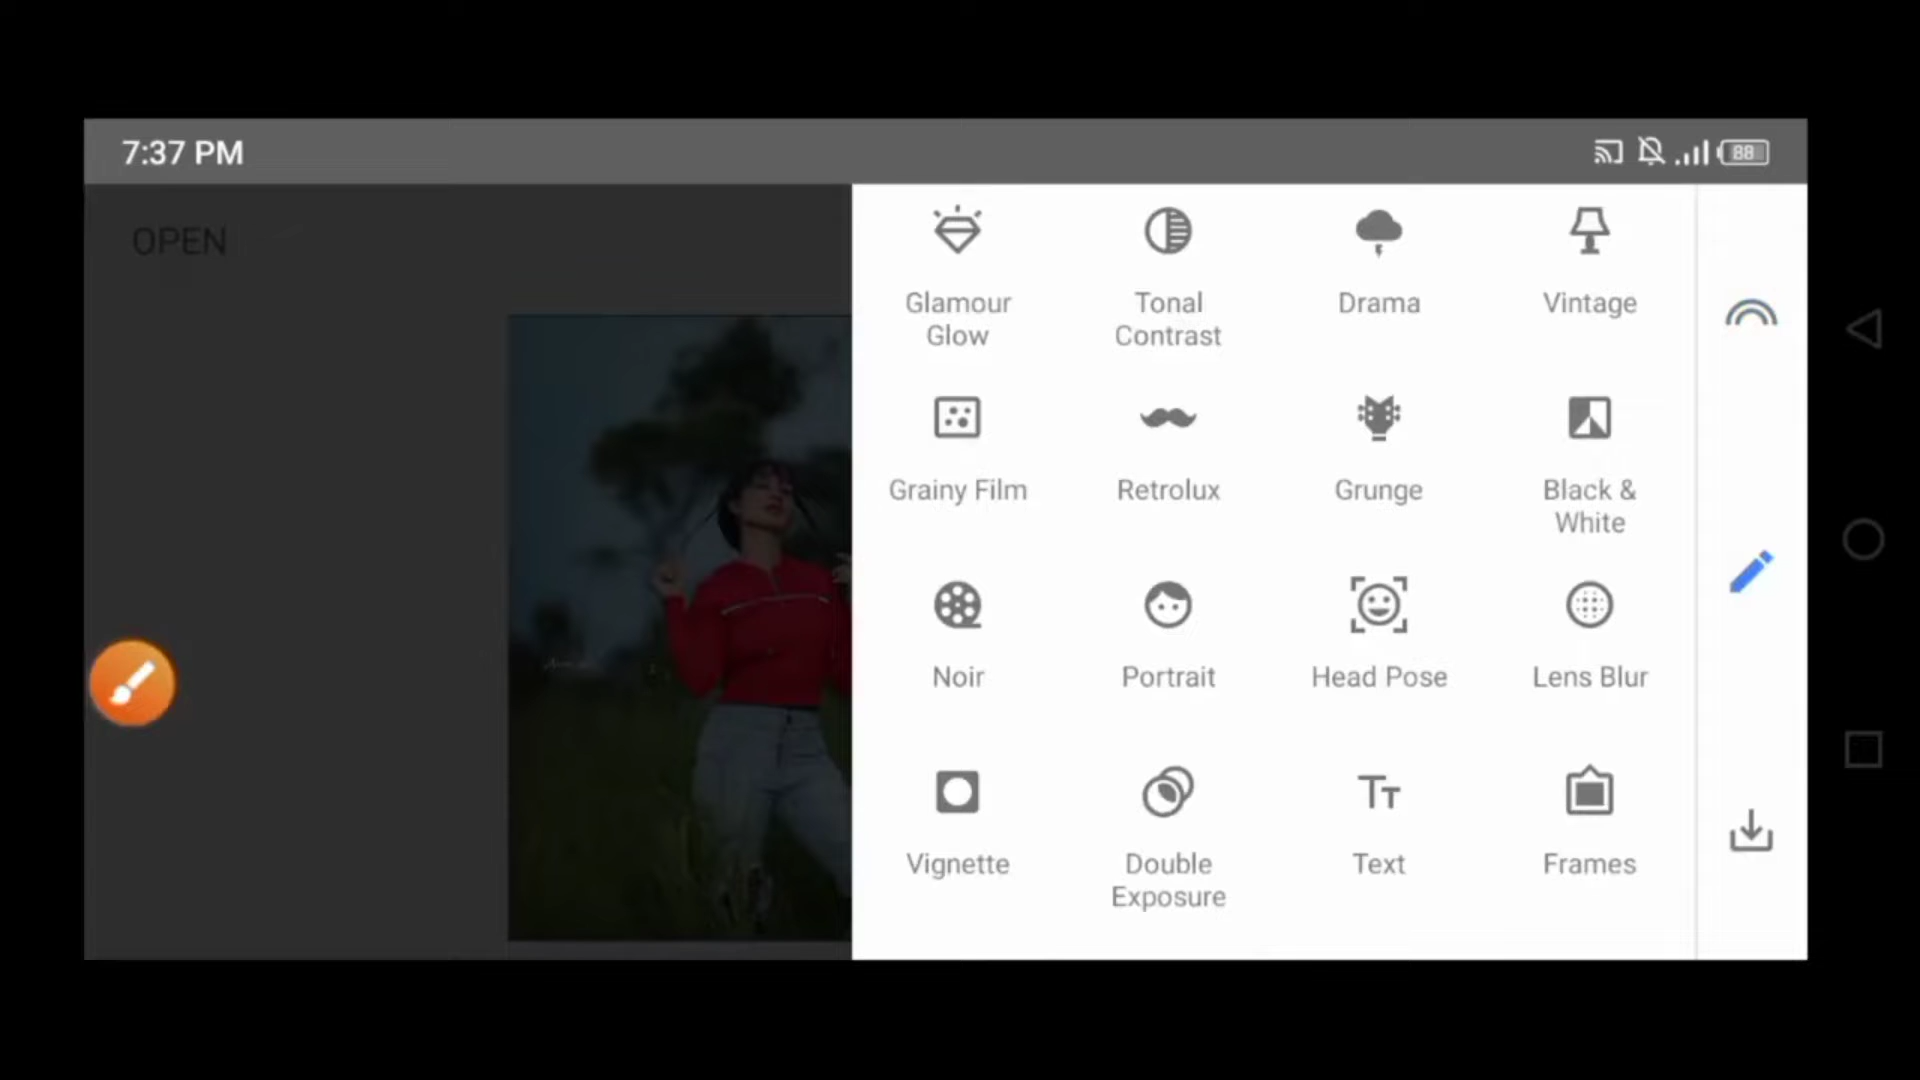 7:37 PM
88
OPEN
Glamour
Glow
Tonal
Contrast
Drama
Vintage
Grainy Film
Retrolux
Grunge
Black &
White
Noir
Portrait
Head Pose
Lens Blur
Vignette
Double
Exposure
Text
Frames